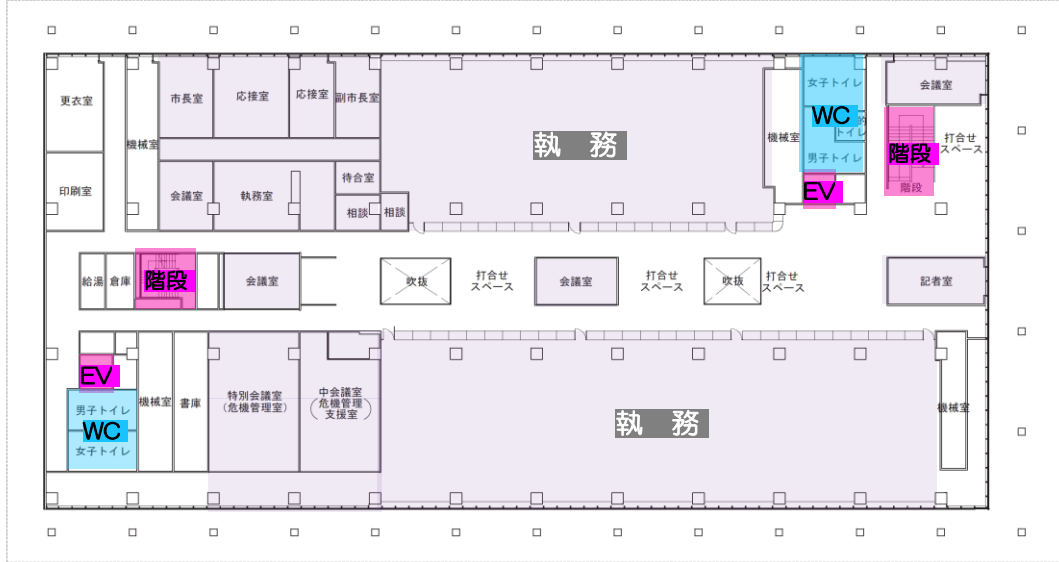 更衣室
印刷室
機械室
市長室
応接室
応接室
副市長室
会議室
執務室
待合室
相談
相談
執 務
機械室
女子トイレ
WC
的
トイレ
男子トイレ
EV
会議室
階段
階段
打合せ
スペース
給湯
倉庫
階段
会議室
吹抜
打合せ
スペース
会議室
打合せ
スペース
吹抜
打合せ
スペース
記者室
EV
男子トイレ
WC
女子トイレ
機械室
書庫
特別会議室
(危機管理室)
中会議室
(危機管理
支援室)
執 務
機械室